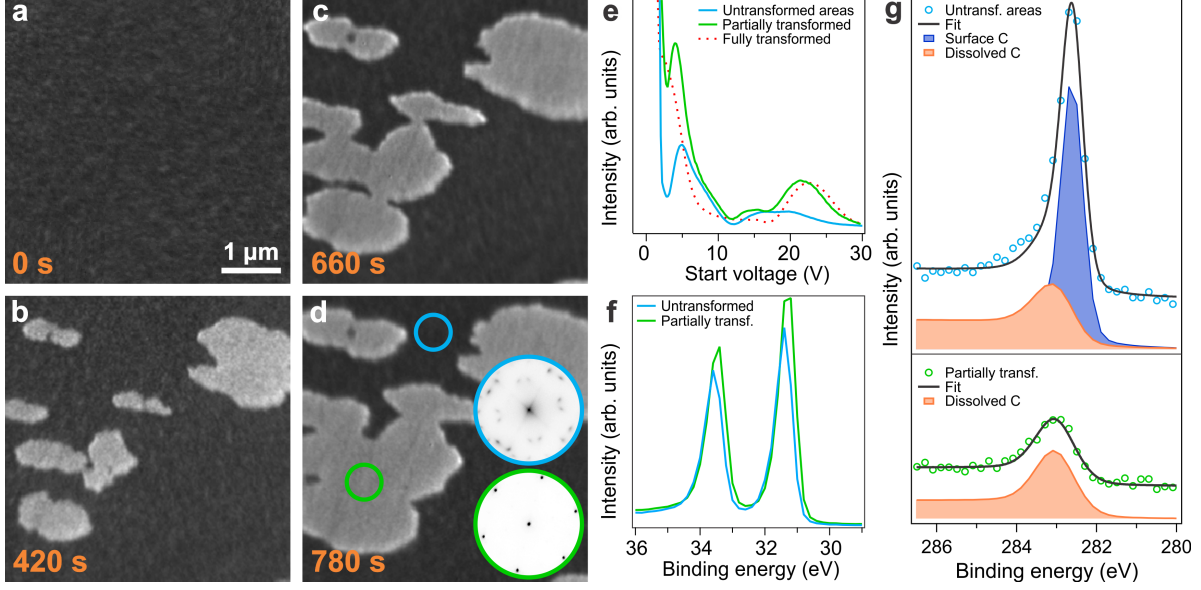 a
0 s
1 µm
b
420 s
c
660 s
d
780 s
e
Untransformed areas
Partially transformed
Fully transformed
Intensity (arb. units)
0 10 20 30
Start voltage (V)
f
Untransformed
Partially transf.
Intensity (arb. units)
36 34 32 30
Binding energy (eV)
g
Untransf. areas
Fit
Surface C
Dissolved C
Intensity (arb. units)
Partially transf.
Fit
Dissolved C
286 284 282 280
Binding energy (eV)